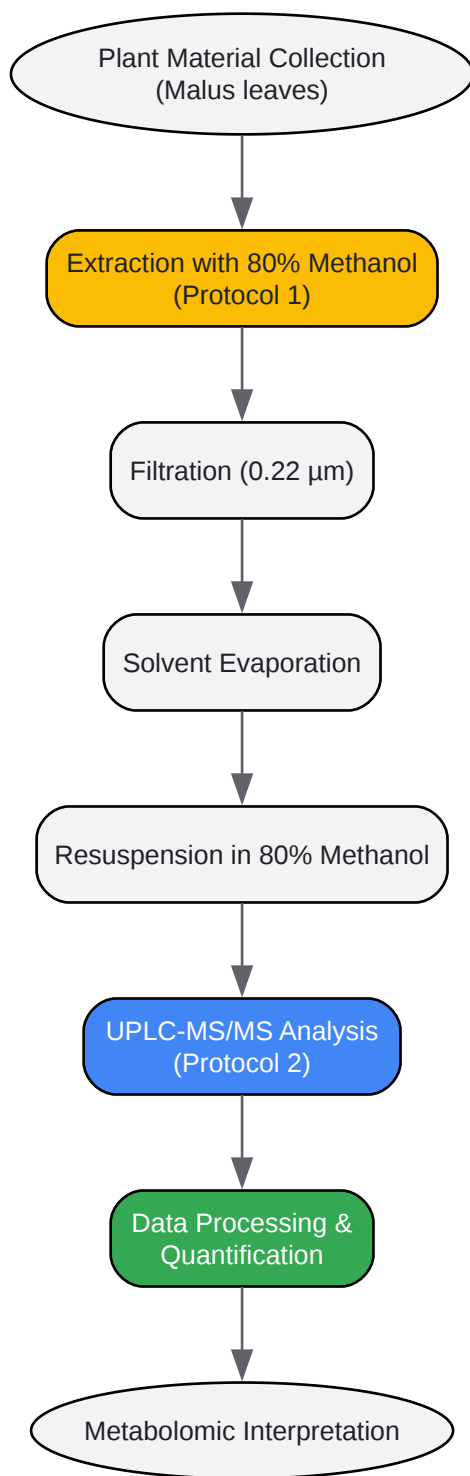 Plant Material Collection
(Malus leaves)
Extraction with 80% Methanol
(Protocol 1)
Filtration (0.22 µm)
Solvent Evaporation
Resuspension in 80% Methanol
UPLC-MS/MS Analysis
(Protocol 2)
Data Processing &
Quantification
Metabolomic Interpretation